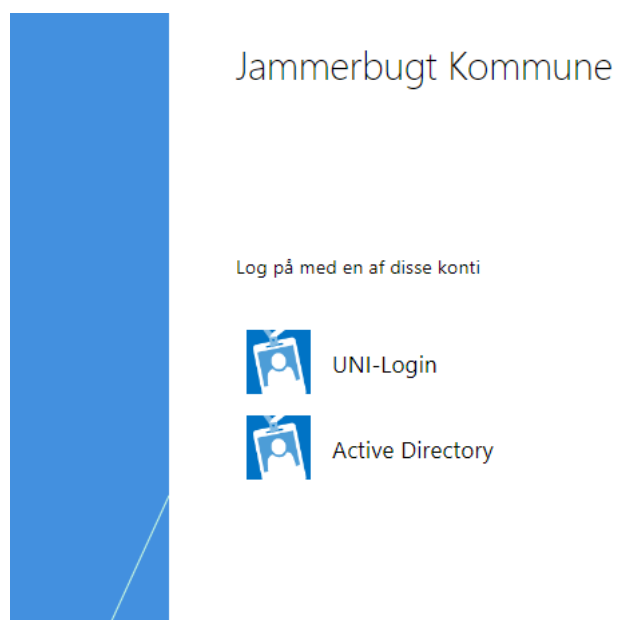 Jammerbugt Kommune
Log på med en af disse konti
UNI-Login
Active Directory